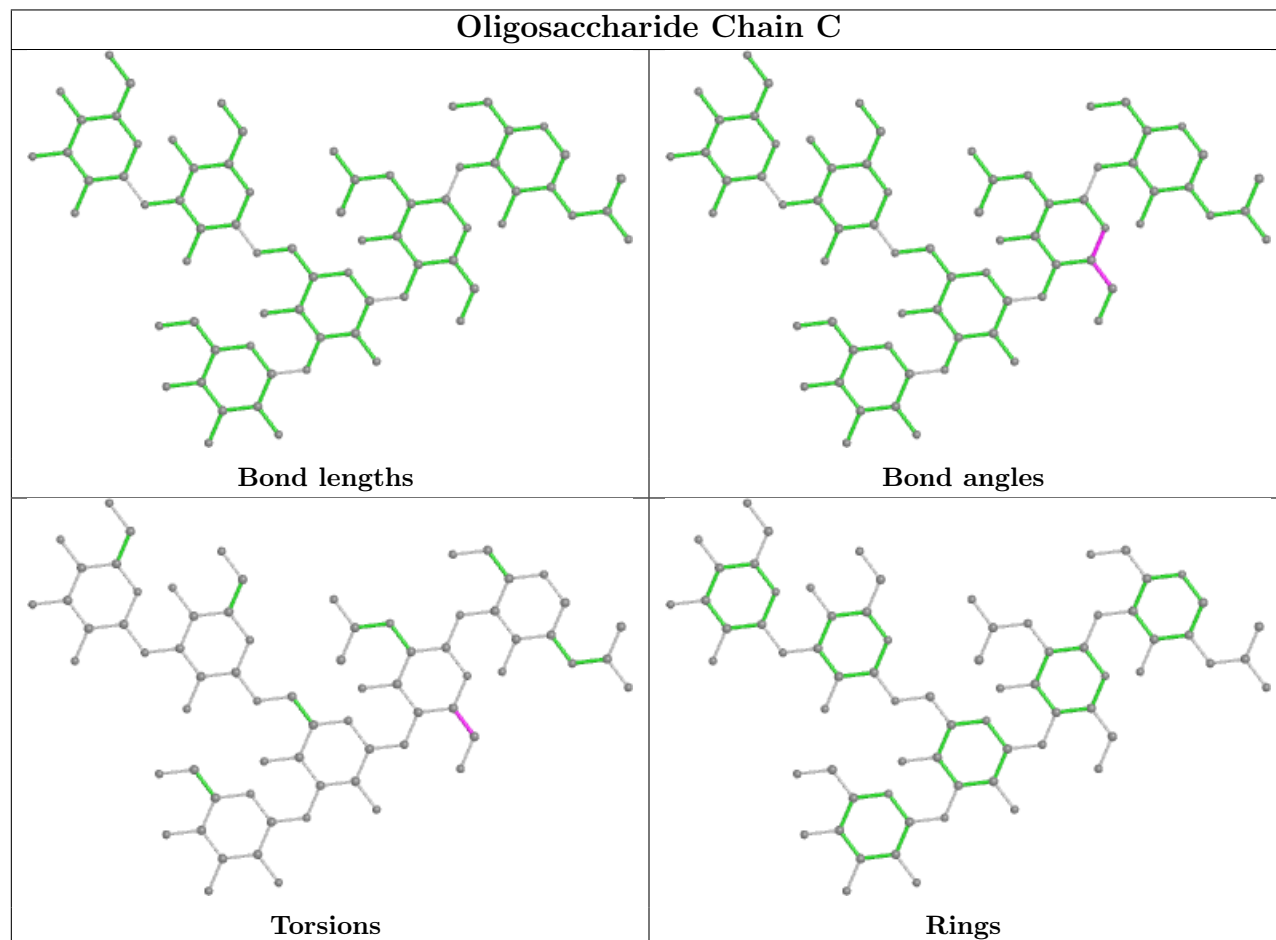 Oligosaccharide Chain C
Bond lengths
Bond angles
Torsions
Rings